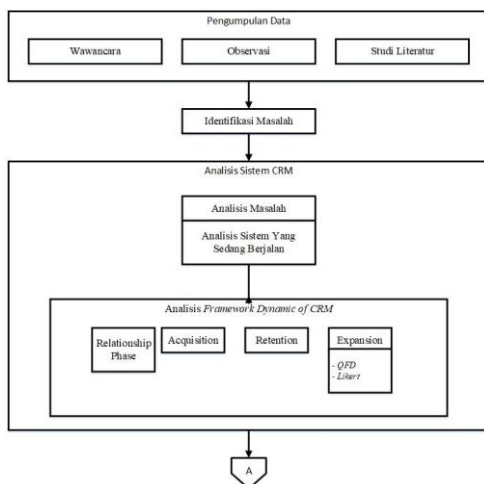 Pengumpulan Data
Wawancara
Observasi
Studi Literatur
Identifikasi Masalah
Analisis Sistem CRM
Analisis Masalah
Analisis Sistem Yang
Sedang Berjalan
Analisis Framework Dynamic of CRM
Relationship
Phase
Acquisition
Retention
Expansion
- QFD
- Likert
A